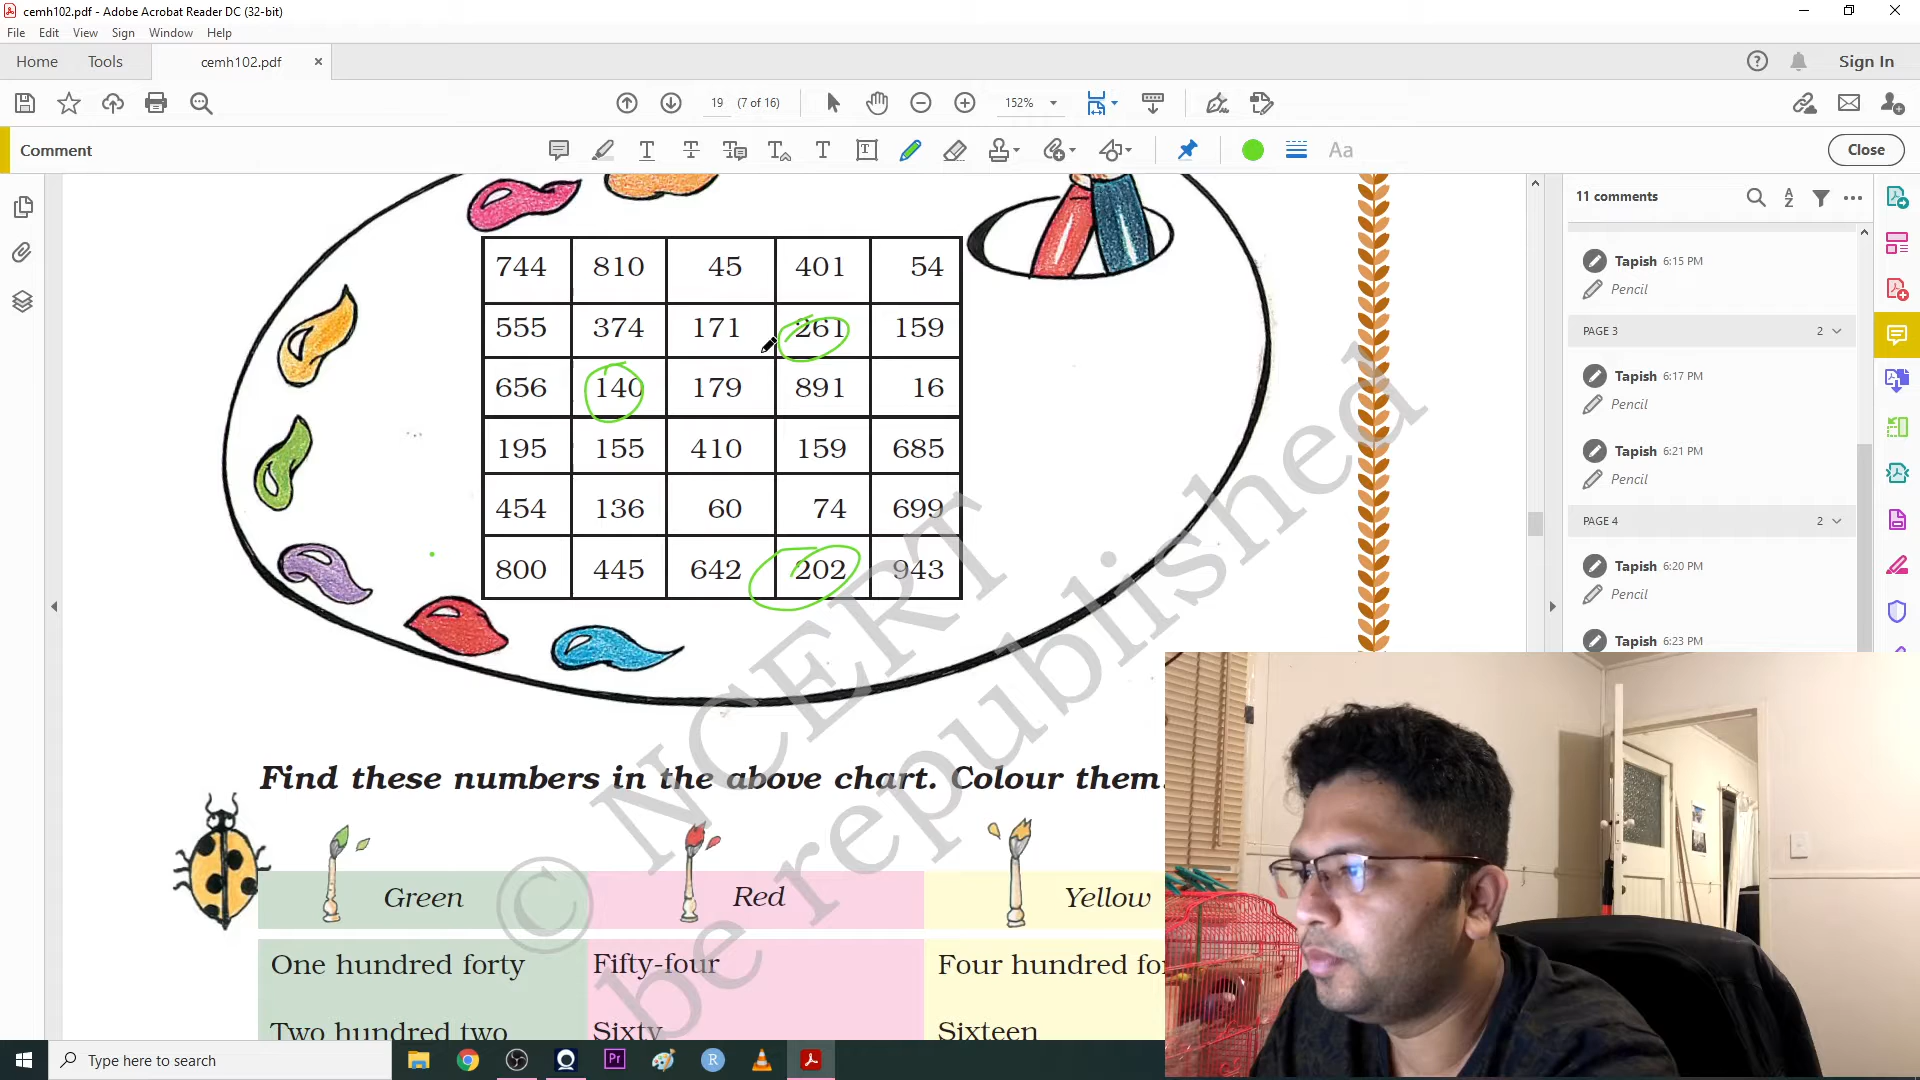 cemh102.pdf - Adobe Acrobat Reader DC (32-bit)
File Edit View Sign Window Help
Home Tools cemh102.pdf × Sign In
19 (7 of 16) 152%
Comment Aa Close
11 comments
744 810 45 401 54
555 374 171 261 159
656 140 179 891 16
195 155 410 159 685
454 136 60 74 699
800 445 642 202 943
Tapish 6:15 PM
Pencil
PAGE 3 2
Tapish 6:17 PM
Pencil
Tapish 6:21 PM
Pencil
PAGE 4 2
Tapish 6:20 PM
Pencil
Tapish 6:23 PM
© NCERT
be republished
Find these numbers in the above chart. Colour them
Green Red Yellow
One hundred forty Fifty-four Four hundred
Two hundred two Sixty Sixteen
Type here to search